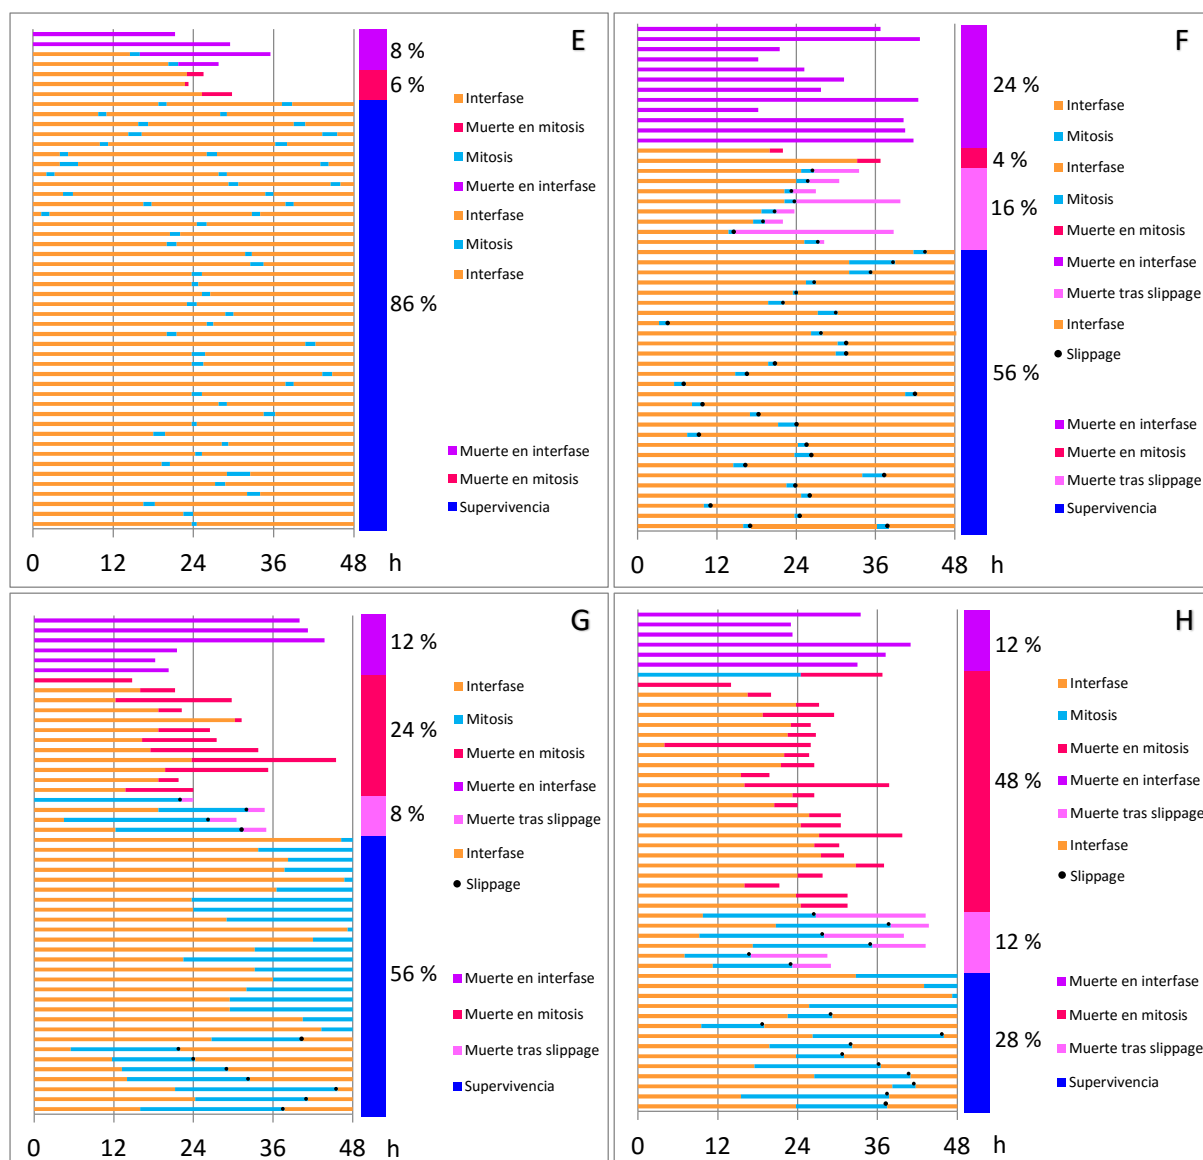 E
8 %
6 %
86 %
Interfase
Muerte en mitosis
Mitosis
Muerte en interfase
Interfase
Mitosis
Interfase
Muerte en interfase
Muerte en mitosis
Supervivencia
0 12 24 36 48 h
F
24 %
4 %
16 %
56 %
Interfase
Mitosis
Interfase
Mitosis
Muerte en mitosis
Muerte en interfase
Muerte tras slippage
Interfase
Slippage
Muerte en interfase
Muerte en mitosis
Muerte tras slippage
Supervivencia
0 12 24 36 48 h
G
12 %
24 %
8 %
56 %
Interfase
Mitosis
Muerte en mitosis
Muerte en interfase
Muerte tras slippage
Interfase
Slippage
Muerte en interfase
Muerte en mitosis
Muerte tras slippage
Supervivencia
0 12 24 36 48 h
H
12 %
48 %
12 %
28 %
Interfase
Mitosis
Muerte en mitosis
Muerte en interfase
Muerte tras slippage
Interfase
Slippage
Muerte en interfase
Muerte en mitosis
Muerte tras slippage
Supervivencia
0 12 24 36 48 h